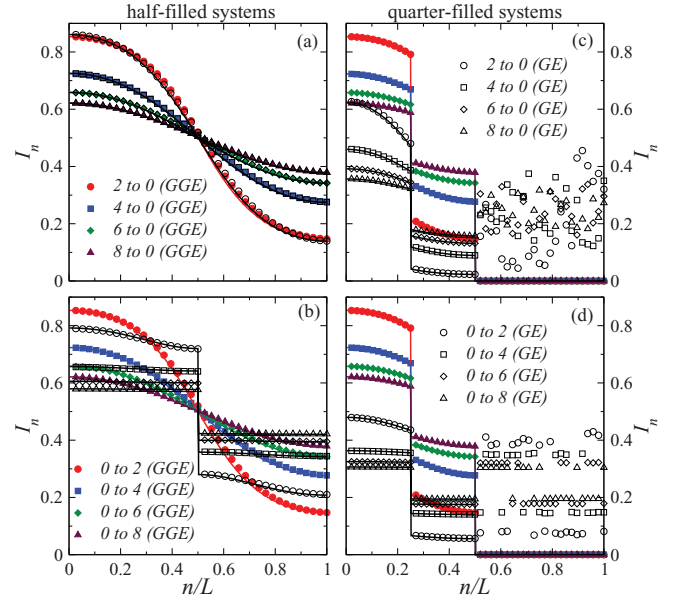 half-filled systems
quarter-filled systems
(a)
0.8
0.6
0.4
0.2
0
I_n
2 to 0 (GGE)
4 to 0 (GGE)
6 to 0 (GGE)
8 to 0 (GGE)
(c)
2 to 0 (GE)
4 to 0 (GE)
6 to 0 (GE)
8 to 0 (GE)
0.8
0.6
0.4
0.2
0
I_n
(b)
0.8
0.6
0.4
0.2
0
I_n
0 to 2 (GGE)
0 to 4 (GGE)
0 to 6 (GGE)
0 to 8 (GGE)
0 0.2 0.4 0.6 0.8 1
n/L
(d)
0 to 2 (GE)
0 to 4 (GE)
0 to 6 (GE)
0 to 8 (GE)
0.8
0.6
0.4
0.2
0
I_n
0 0.2 0.4 0.6 0.8 1
n/L